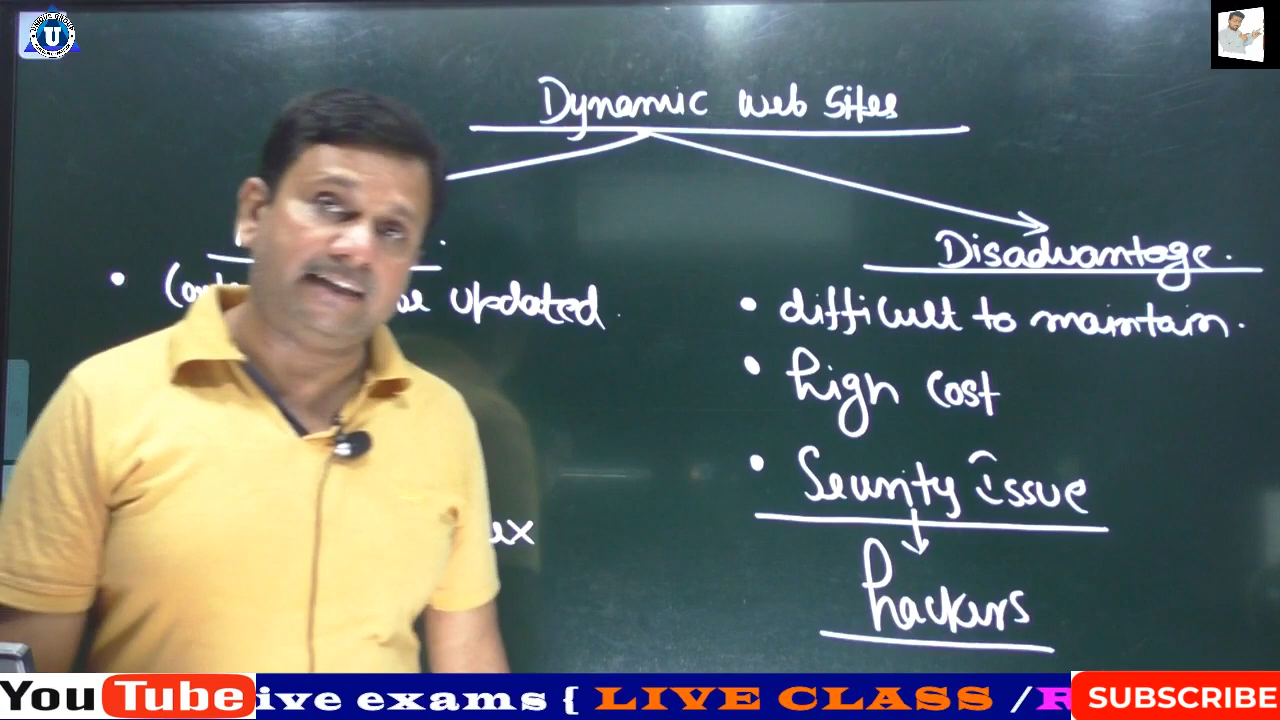 U
Dynamic Web Sites
Disadvantage.
• updated.
• difficult to maintain.
• high cost
• Security issue
hackers
ex
YouTube ive exams { LIVE CLASS / R SUBSCRIBE